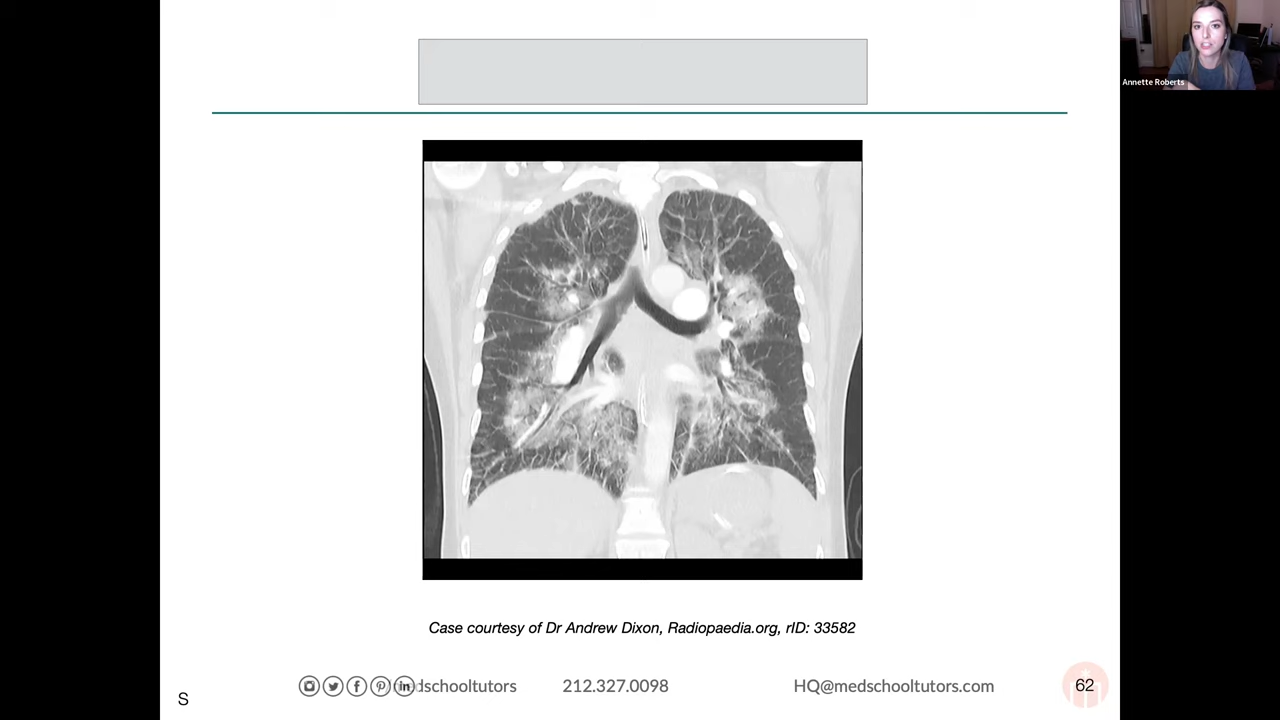 Annette Roberts
Case courtesy of Dr Andrew Dixon, Radiopaedia.org, rID: 33582
S
in
dschooltutors
212.327.0098
HQ@medschooltutors.com
62